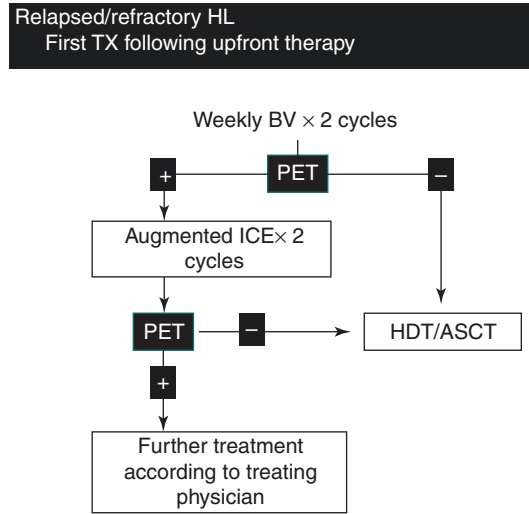 Relapsed/refractory HL
First TX following upfront therapy
Weekly BV × 2 cycles
PET
+
–
Augmented ICE× 2
cycles
PET
–
HDT/ASCT
+
Further treatment
according to treating
physician